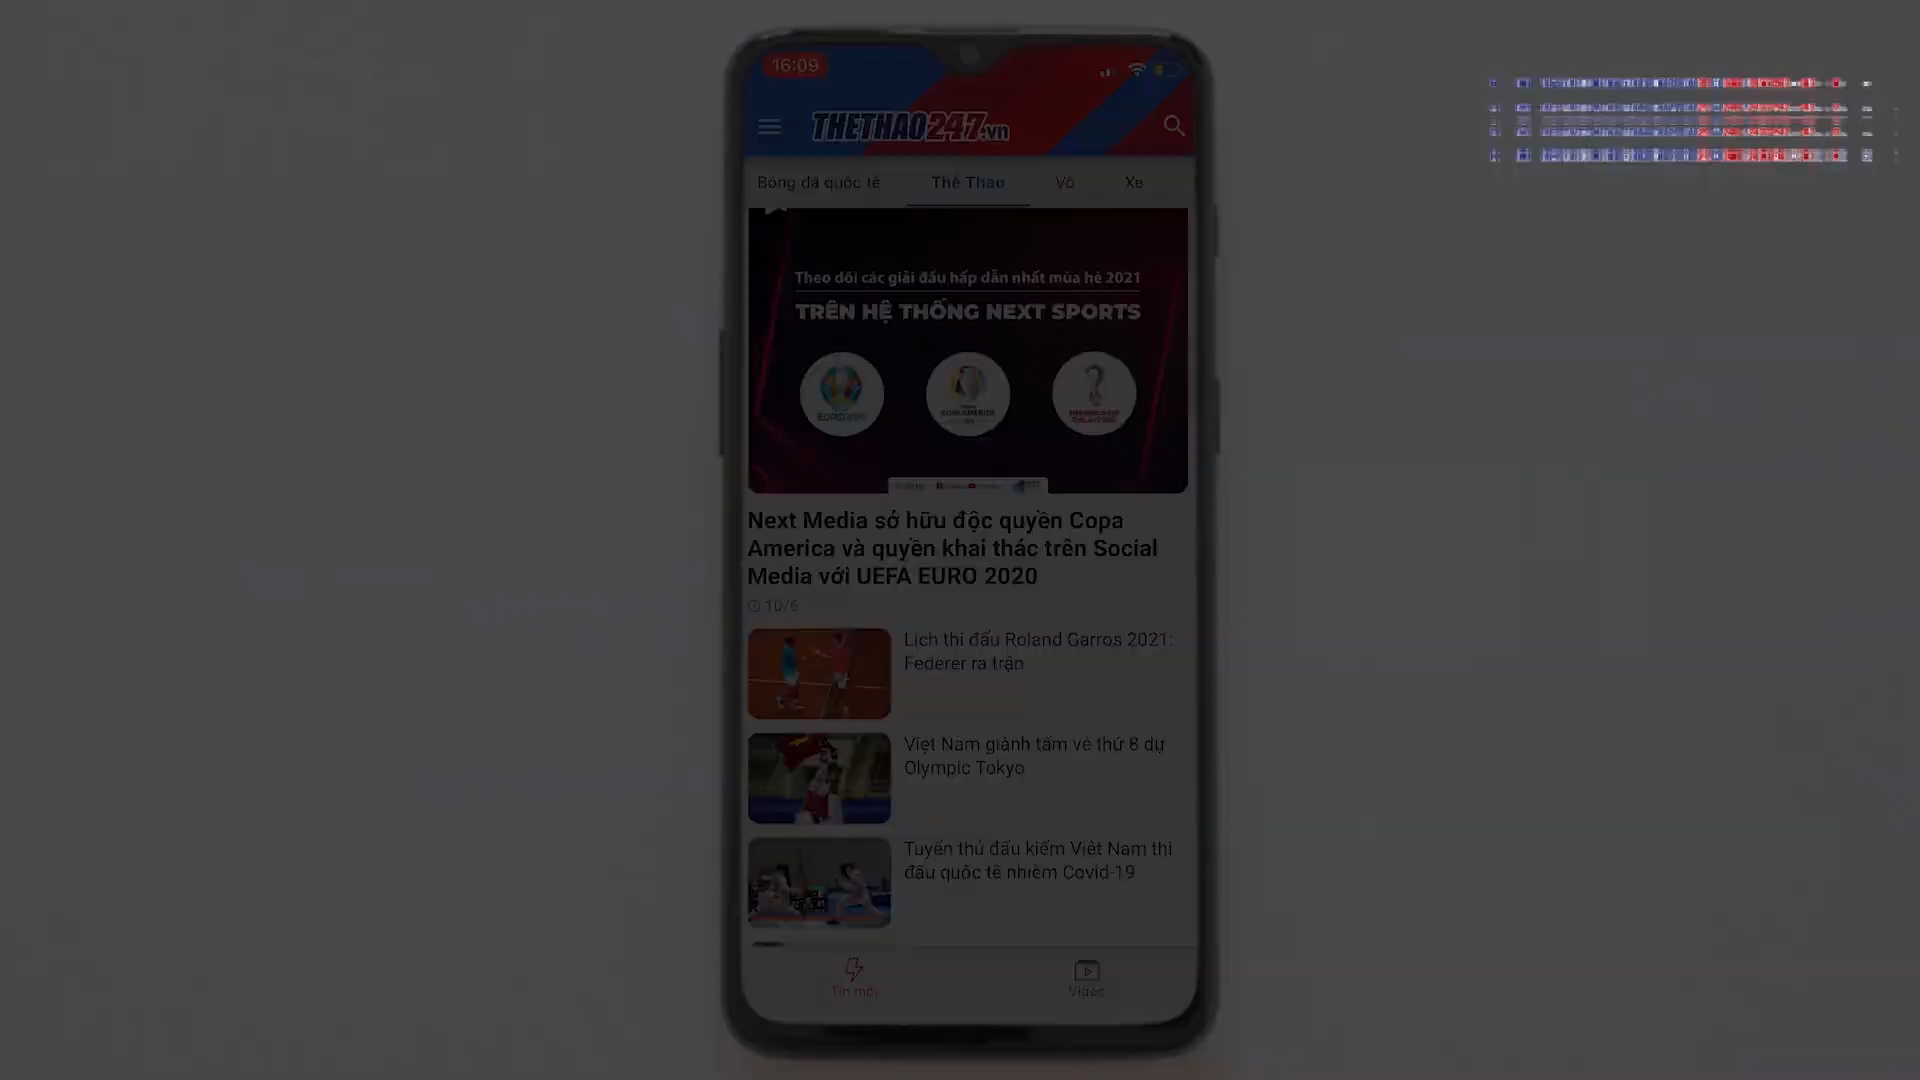 16:09
THETHAO247.vn
Bóng đá quốc tế Thể Thao Võ Xe
Theo dõi các giải đấu hấp dẫn nhất mùa hè 2021
TRÊN HỆ THỐNG NEXT SPORTS
EURO2020
Next Media sở hữu độc quyền Copa
America và quyền khai thác trên Social
Media với UEFA EURO 2020
10/6
Lịch thi đấu Roland Garros 2021:
Federer ra trận
Việt Nam giành tấm vé thứ 8 dự
Olympic Tokyo
Tuyển thủ đấu kiếm Việt Nam thi
đấu quốc tế nhiễm Covid-19
Tin mới Video